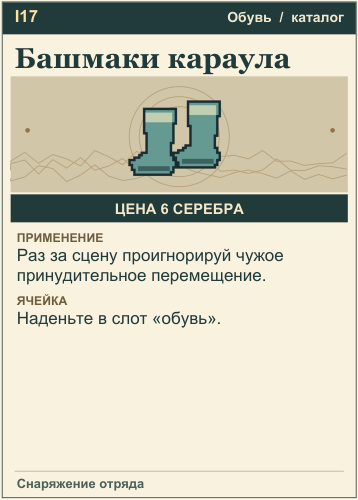 I17
Обувь / каталог
Башмаки караула
ЦЕНА 6 СЕРЕБРА
ПРИМЕНЕНИЕ
Раз за сцену проигнорируй чужое
принудительное перемещение.
ЯЧЕЙКА
Наденьте в слот «обувь».
Снаряжение отряда